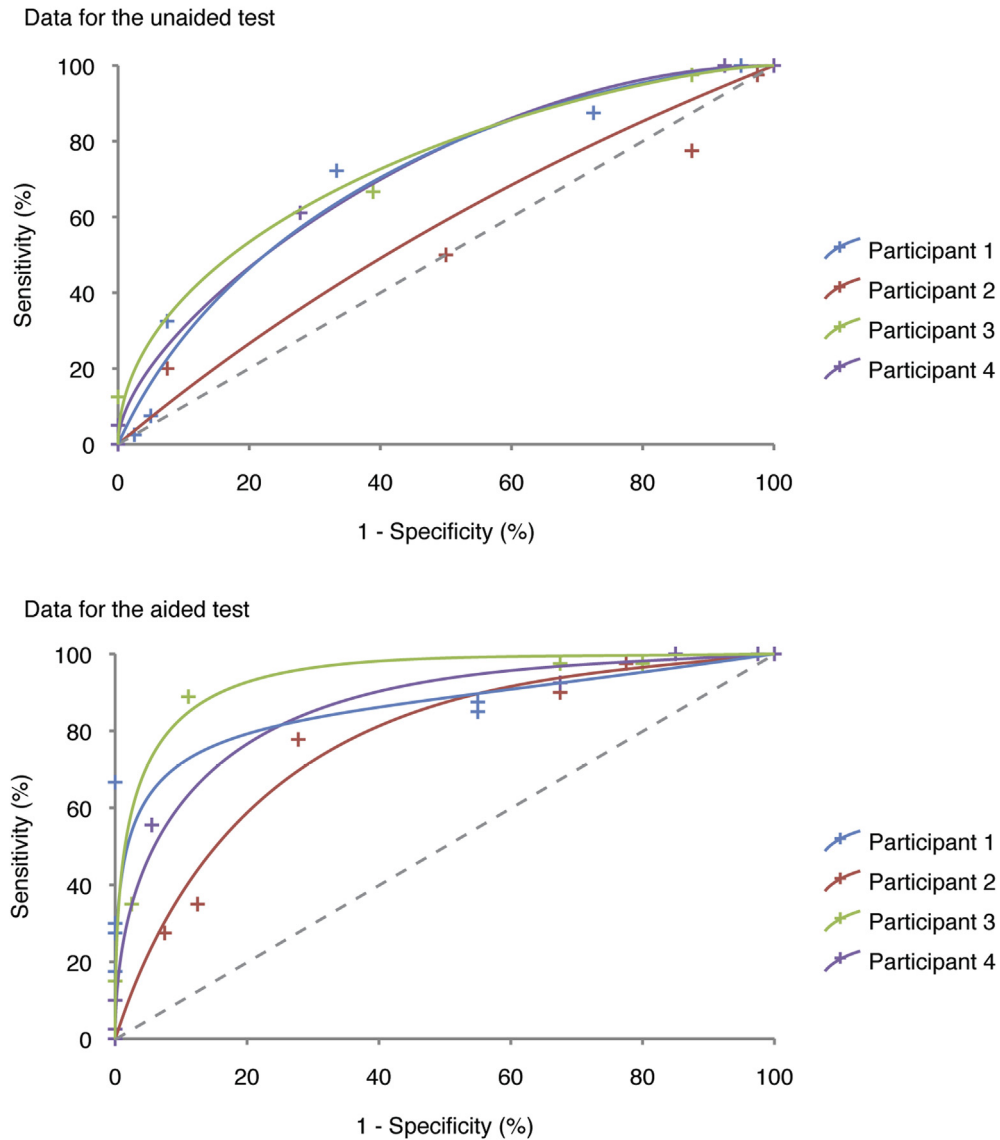 Data for the unaided test
100
80
60
40
20
0
Sensitivity (%)
0 20 40 60 80 100
1 - Specificity (%)
Participant 1
Participant 2
Participant 3
Participant 4
Data for the aided test
100
80
60
40
20
0
Sensitivity (%)
0 20 40 60 80 100
1 - Specificity (%)
Participant 1
Participant 2
Participant 3
Participant 4